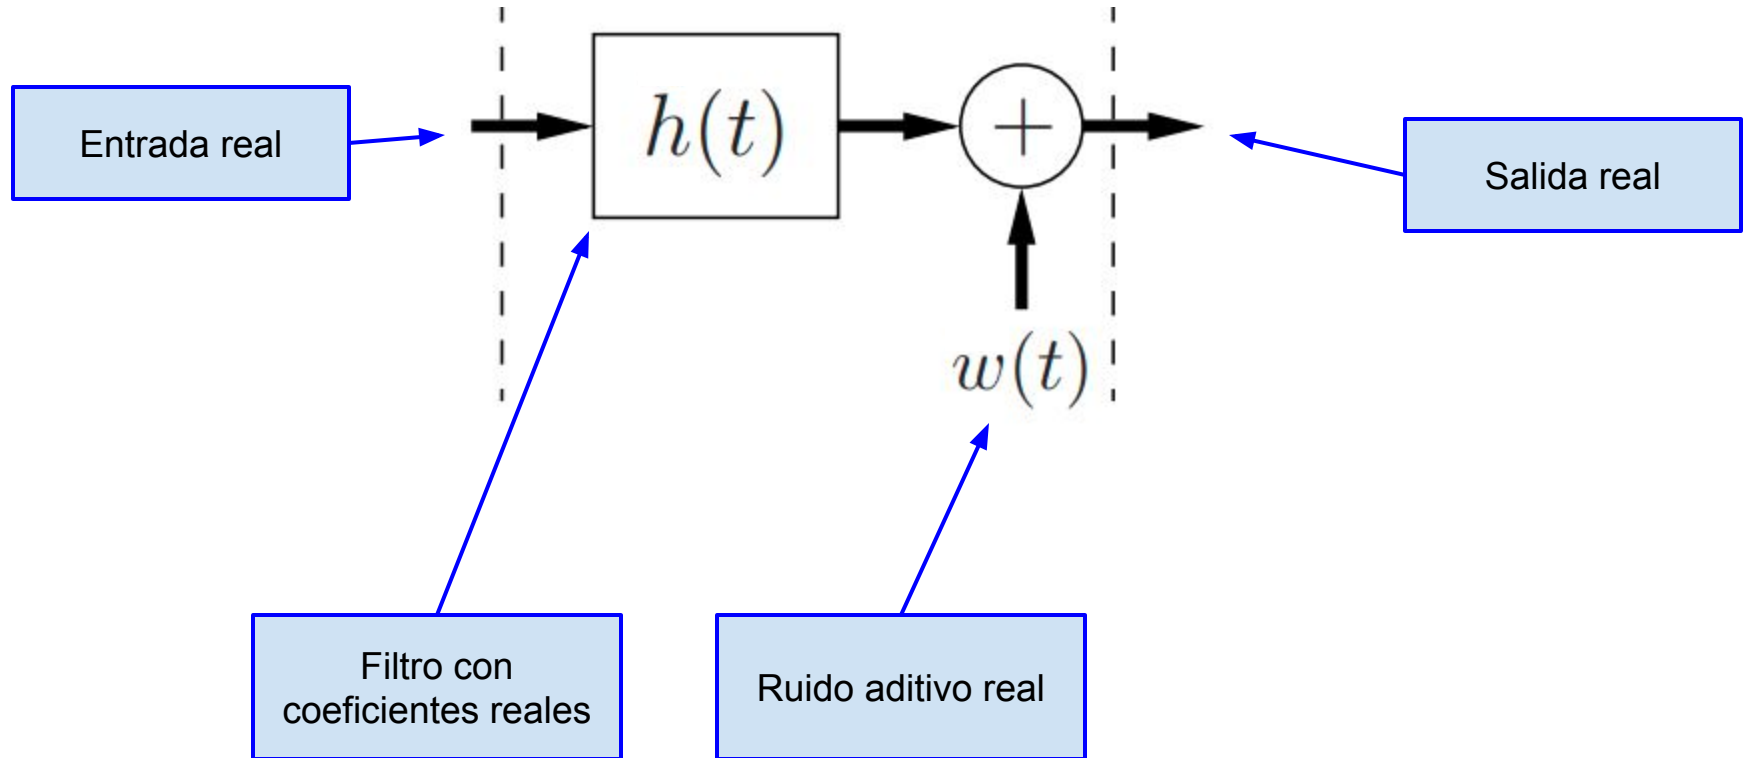 h(t)
+
Entrada real
Salida real
w(t)
Filtro con
coeficientes reales
Ruido aditivo real